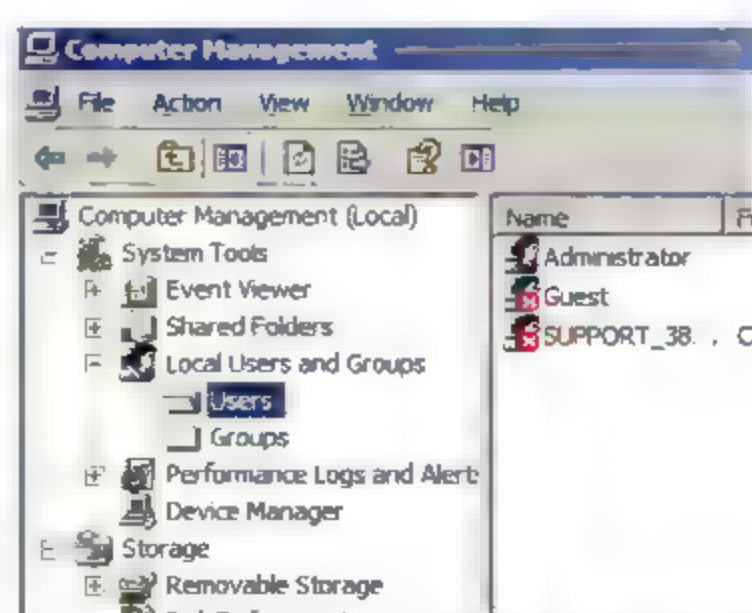 Computer Management
File Action View Window Help
Computer Management (Local)
System Tools
Event Viewer
Shared Folders
Local Users and Groups
Users
Groups
Performance Logs and Alert
Device Manager
Storage
Removable Storage
Name
Administrator
Guest
SUPPORT_38...